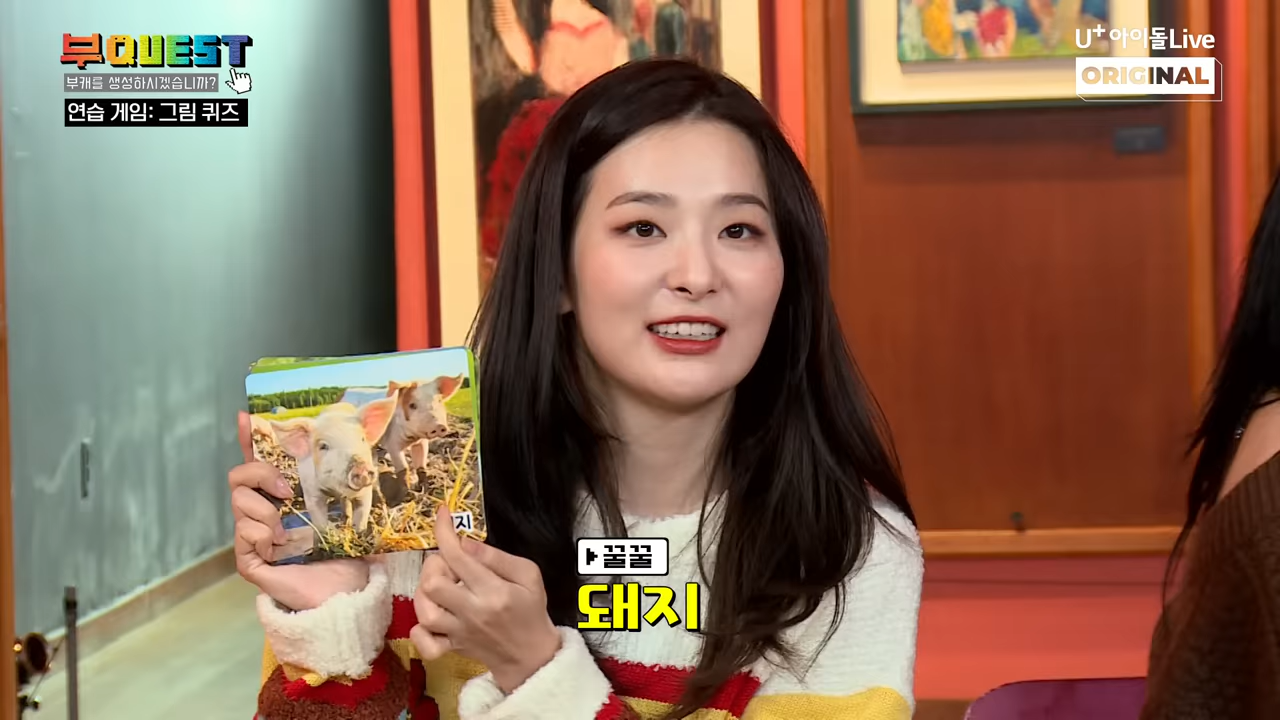 부QUEST
부캐를 생성하시겠습니까?
연습 게임: 그림 퀴즈
U+아이돌Live
ORIGINAL
지
꿀꿀
돼지